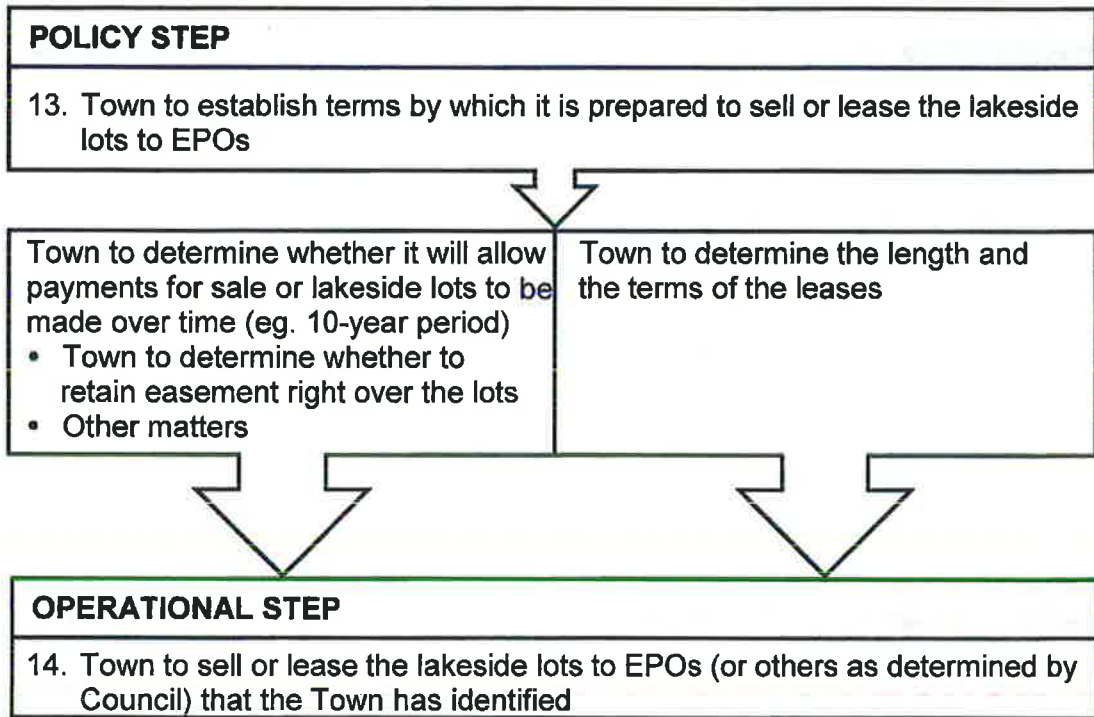 POLICY STEP
13. Town to establish terms by which it is prepared to sell or lease the lakeside
lots to EPOs
Town to determine whether it will allow
payments for sale or lakeside lots to be
made over time (eg. 10-year period)
• Town to determine whether to
retain easement right over the lots
• Other matters
Town to determine the length and
the terms of the leases
OPERATIONAL STEP
14. Town to sell or lease the lakeside lots to EPOs (or others as determined by
Council) that the Town has identified